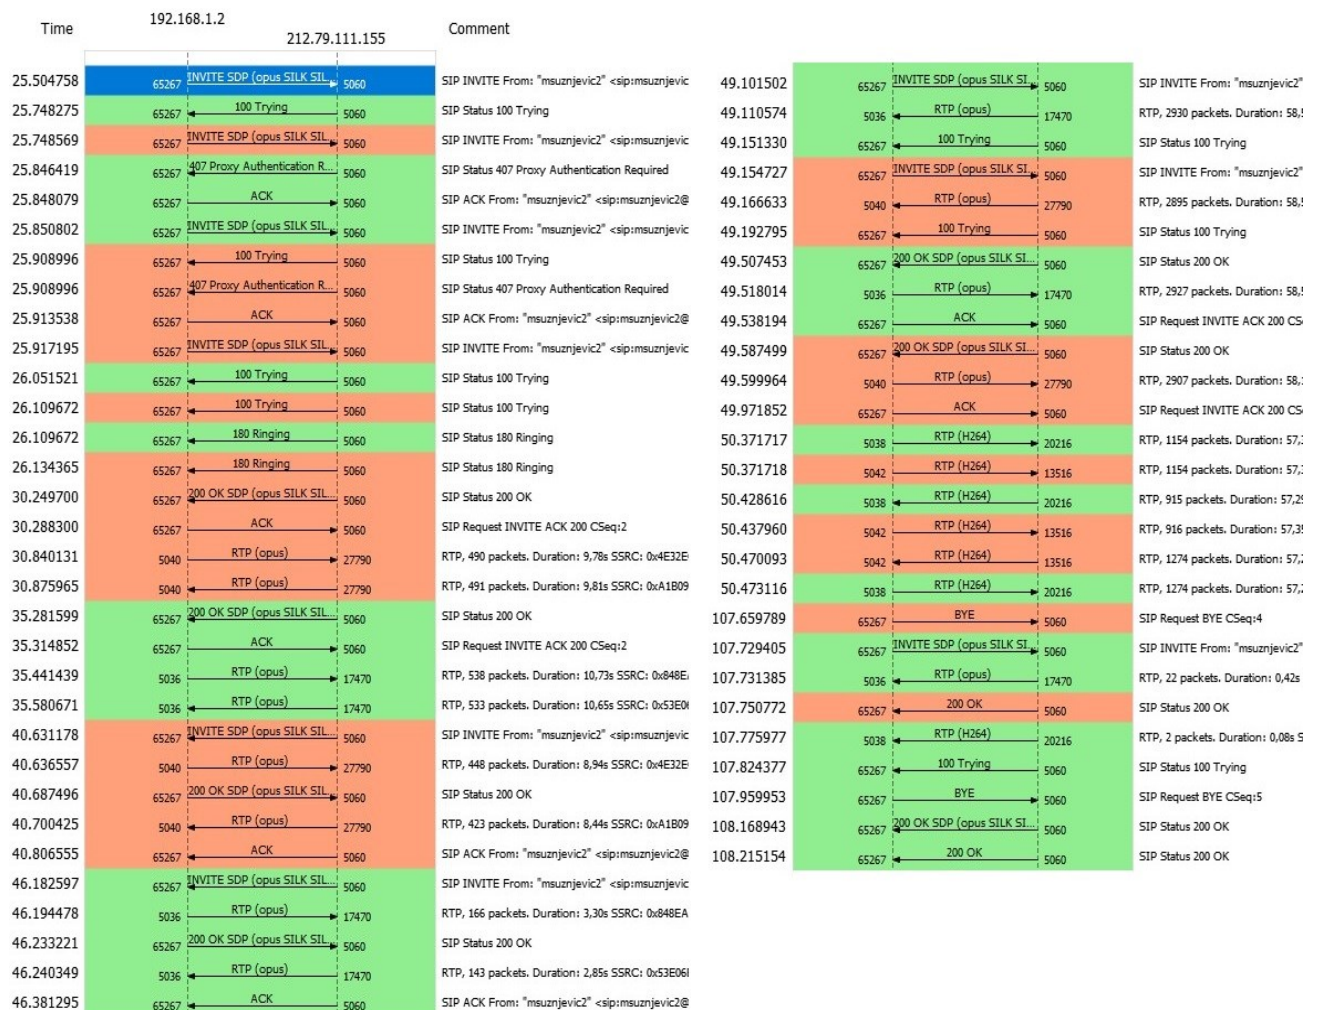 Time 192.168.1.2 212.79.111.155 Comment
25.504758 65267 INVITE SDP (opus SILK SIL... 5060 SIP INVITE From: "msuznjevic2" <sip:msuznjevic
25.748275 65267 100 Trying 5060 SIP Status 100 Trying
25.748569 65267 INVITE SDP (opus SILK SIL... 5060 SIP INVITE From: "msuznjevic2" <sip:msuznjevic
25.846419 65267 407 Proxy Authentication R... 5060 SIP Status 407 Proxy Authentication Required
25.848079 65267 ACK 5060 SIP ACK From: "msuznjevic2" <sip:msuznjevic2@
25.850802 65267 INVITE SDP (opus SILK SIL... 5060 SIP INVITE From: "msuznjevic2" <sip:msuznjevic
25.908996 65267 100 Trying 5060 SIP Status 100 Trying
25.908996 65267 407 Proxy Authentication R... 5060 SIP Status 407 Proxy Authentication Required
25.913538 65267 ACK 5060 SIP ACK From: "msuznjevic2" <sip:msuznjevic2@
25.917195 65267 INVITE SDP (opus SILK SIL... 5060 SIP INVITE From: "msuznjevic2" <sip:msuznjevic
26.051521 65267 100 Trying 5060 SIP Status 100 Trying
26.109672 65267 100 Trying 5060 SIP Status 100 Trying
26.109672 65267 180 Ringing 5060 SIP Status 180 Ringing
26.134365 65267 180 Ringing 5060 SIP Status 180 Ringing
30.249700 65267 200 OK SDP (opus SILK SIL... 5060 SIP Status 200 OK
30.288300 65267 ACK 5060 SIP Request INVITE ACK 200 CSeq:2
30.840131 5040 RTP (opus) 27790 RTP, 490 packets. Duration: 9,78s SSRC: 0x4E32E
30.875965 5040 RTP (opus) 27790 RTP, 491 packets. Duration: 9,81s SSRC: 0xA1B09
35.281599 65267 200 OK SDP (opus SILK SIL... 5060 SIP Status 200 OK
35.314852 65267 ACK 5060 SIP Request INVITE ACK 200 CSeq:2
35.441439 5036 RTP (opus) 17470 RTP, 538 packets. Duration: 10,73s SSRC: 0x848E
35.580671 5036 RTP (opus) 17470 RTP, 533 packets. Duration: 10,65s SSRC: 0x53E0
40.631178 65267 INVITE SDP (opus SILK SIL... 5060 SIP INVITE From: "msuznjevic2" <sip:msuznjevic
40.636557 5040 RTP (opus) 27790 RTP, 448 packets. Duration: 8,94s SSRC: 0x4E32E
40.687496 65267 200 OK SDP (opus SILK SIL... 5060 SIP Status 200 OK
40.700425 5040 RTP (opus) 27790 RTP, 423 packets. Duration: 8,44s SSRC: 0xA1B09
40.806555 65267 ACK 5060 SIP ACK From: "msuznjevic2" <sip:msuznjevic2@
46.182597 65267 INVITE SDP (opus SILK SIL... 5060 SIP INVITE From: "msuznjevic2" <sip:msuznjevic
46.194478 5036 RTP (opus) 17470 RTP, 166 packets. Duration: 3,30s SSRC: 0x848EA
46.233221 65267 200 OK SDP (opus SILK SIL... 5060 SIP Status 200 OK
46.240349 5036 RTP (opus) 17470 RTP, 143 packets. Duration: 2,85s SSRC: 0x53E06
46.381295 65267 ACK 5060 SIP ACK From: "msuznjevic2" <sip:msuznjevic2@
49.101502 65267 INVITE SDP (opus SILK SI... 5060 SIP INVITE From: "msuznjevic2"
49.110574 5036 RTP (opus) 17470 RTP, 2930 packets. Duration: 58,
49.151330 65267 100 Trying 5060 SIP Status 100 Trying
49.154727 65267 INVITE SDP (opus SILK SI... 5060 SIP INVITE From: "msuznjevic2"
49.166633 5040 RTP (opus) 27790 RTP, 2895 packets. Duration: 58,
49.192795 65267 100 Trying 5060 SIP Status 100 Trying
49.507453 65267 200 OK SDP (opus SILK SI... 5060 SIP Status 200 OK
49.518014 5036 RTP (opus) 17470 RTP, 2927 packets. Duration: 58,
49.538194 65267 ACK 5060 SIP Request INVITE ACK 200 CS
49.587499 65267 200 OK SDP (opus SILK SI... 5060 SIP Status 200 OK
49.599964 5040 RTP (opus) 27790 RTP, 2907 packets. Duration: 58,
49.971852 65267 ACK 5060 SIP Request INVITE ACK 200 CS
50.371717 5038 RTP (H264) 20216 RTP, 1154 packets. Duration: 57,
50.371718 5042 RTP (H264) 13516 RTP, 1154 packets. Duration: 57,
50.428616 5038 RTP (H264) 20216 RTP, 915 packets. Duration: 57,29
50.437960 5042 RTP (H264) 13516 RTP, 916 packets. Duration: 57,35
50.470093 5042 RTP (H264) 13516 RTP, 1274 packets. Duration: 57,
50.473116 5038 RTP (H264) 20216 RTP, 1274 packets. Duration: 57,
107.659789 65267 BYE 5060 SIP Request BYE CSeq:4
107.729405 65267 INVITE SDP (opus SILK SI... 5060 SIP INVITE From: "msuznjevic2"
107.731385 5036 RTP (opus) 17470 RTP, 22 packets. Duration: 0,42s
107.750772 65267 200 OK 5060 SIP Status 200 OK
107.775977 5038 RTP (H264) 20216 RTP, 2 packets. Duration: 0,08s S
107.824377 65267 100 Trying 5060 SIP Status 100 Trying
107.959953 65267 BYE 5060 SIP Request BYE CSeq:5
108.168943 65267 200 OK SDP (opus SILK SI... 5060 SIP Status 200 OK
108.215154 65267 200 OK 5060 SIP Status 200 OK